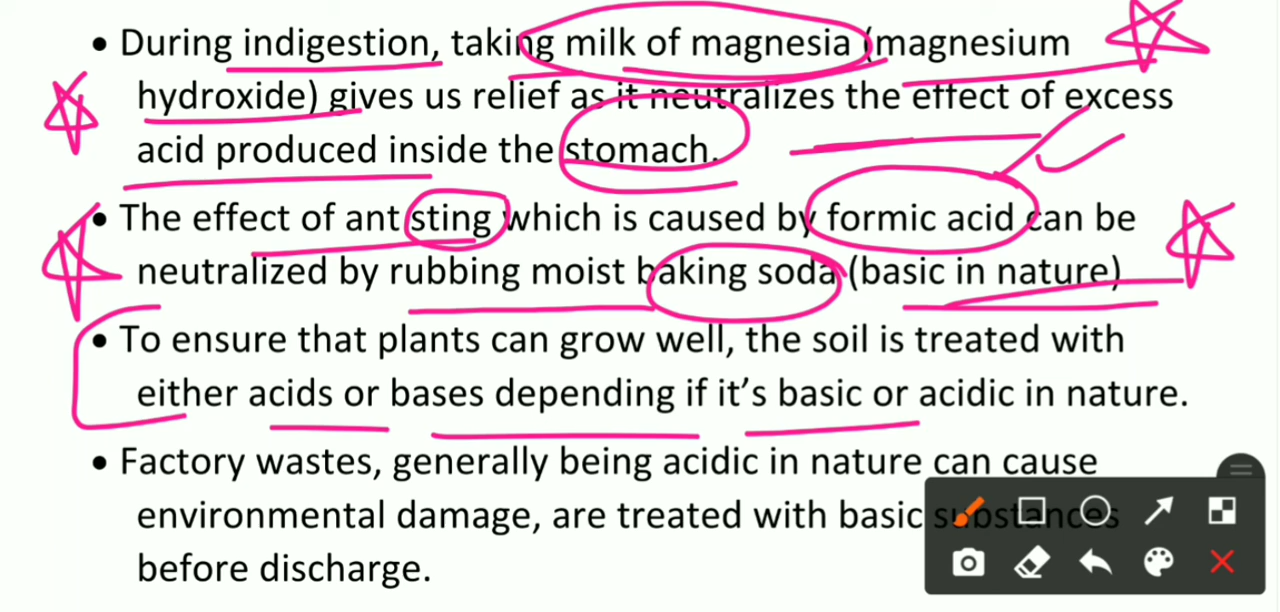 • During indigestion, taking milk of magnesia (magnesium
hydroxide) gives us relief as it neutralizes the effect of excess
acid produced inside the stomach.
• The effect of ant sting which is caused by formic acid can be
neutralized by rubbing moist baking soda (basic in nature)
• To ensure that plants can grow well, the soil is treated with
either acids or bases depending if it's basic or acidic in nature.
• Factory wastes, generally being acidic in nature can cause
environmental damage, are treated with basic substances
before discharge.